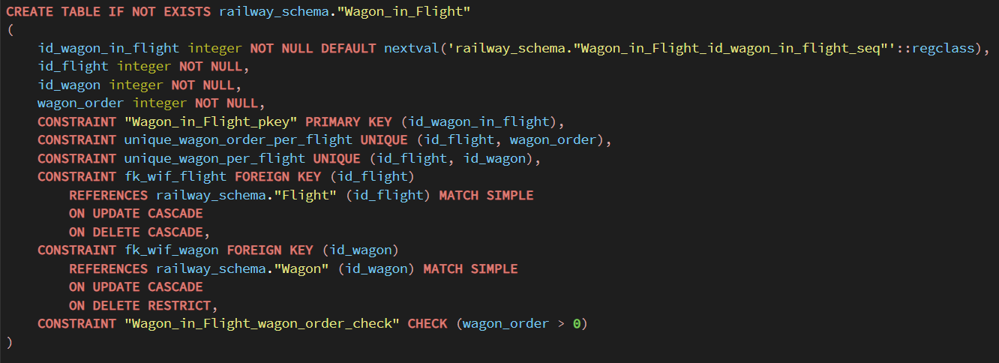 CREATE TABLE IF NOT EXISTS railway_schema."Wagon_in_Flight"
(
    id_wagon_in_flight integer NOT NULL DEFAULT nextval('railway_schema."Wagon_in_Flight_id_wagon_in_flight_seq"'::regclass),
    id_flight integer NOT NULL,
    id_wagon integer NOT NULL,
    wagon_order integer NOT NULL,
    CONSTRAINT "Wagon_in_Flight_pkey" PRIMARY KEY (id_wagon_in_flight),
    CONSTRAINT unique_wagon_order_per_flight UNIQUE (id_flight, wagon_order),
    CONSTRAINT unique_wagon_per_flight UNIQUE (id_flight, id_wagon),
    CONSTRAINT fk_wif_flight FOREIGN KEY (id_flight)
        REFERENCES railway_schema."Flight" (id_flight) MATCH SIMPLE
        ON UPDATE CASCADE
        ON DELETE CASCADE,
    CONSTRAINT fk_wif_wagon FOREIGN KEY (id_wagon)
        REFERENCES railway_schema."Wagon" (id_wagon) MATCH SIMPLE
        ON UPDATE CASCADE
        ON DELETE RESTRICT,
    CONSTRAINT "Wagon_in_Flight_wagon_order_check" CHECK (wagon_order > 0)
)